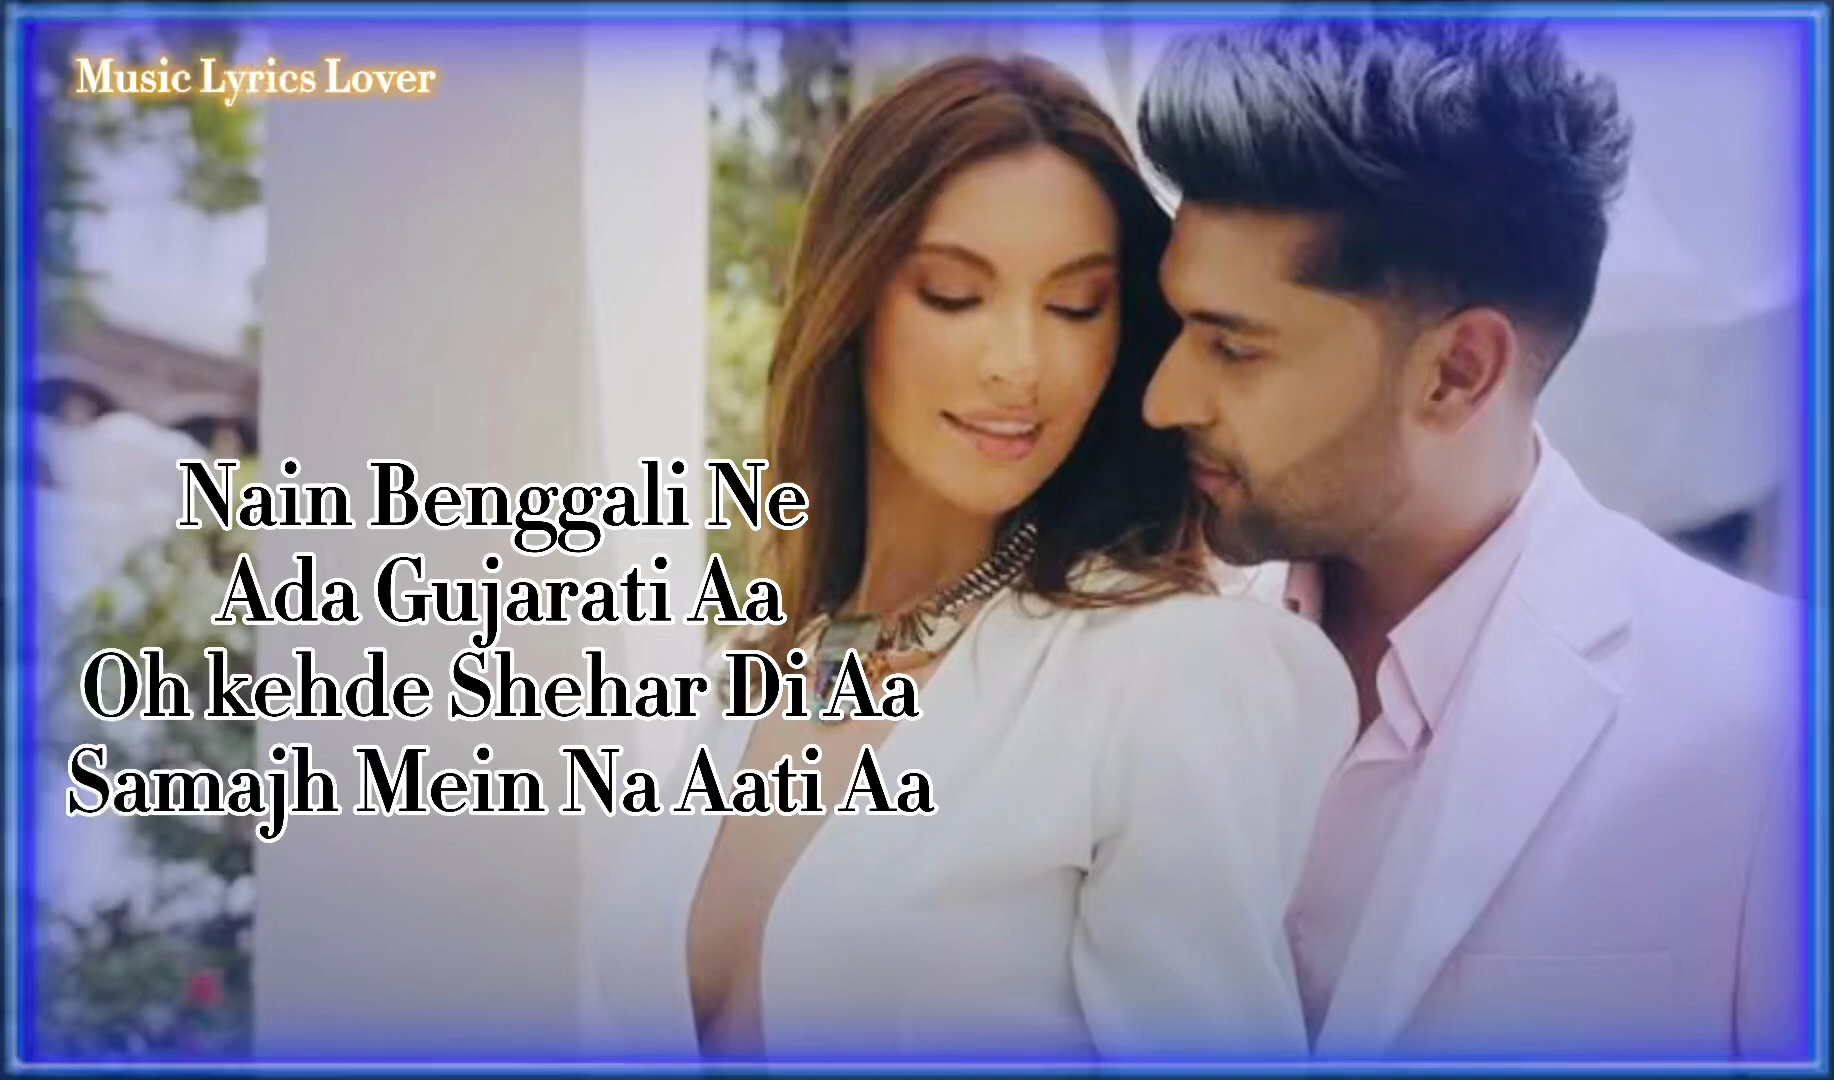 Music Lyrics Lover
Nain Benggali Ne
Ada Gujarati Aa
Oh kehde Shehar Di Aa
Samajh Mein Na Aati Aa